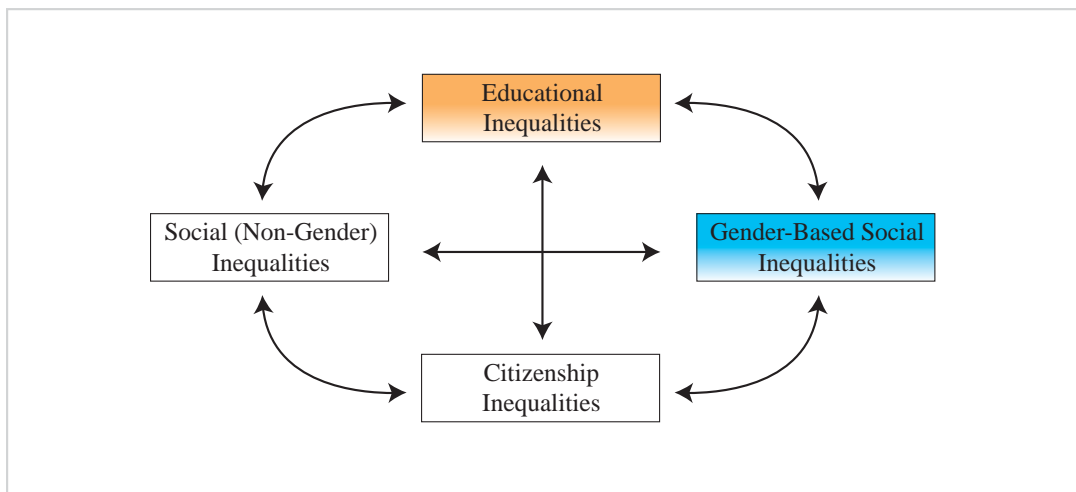 Educational
Inequalities
Social (Non-Gender)
Inequalities
Gender-Based Social
Inequalities
Citizenship
Inequalities